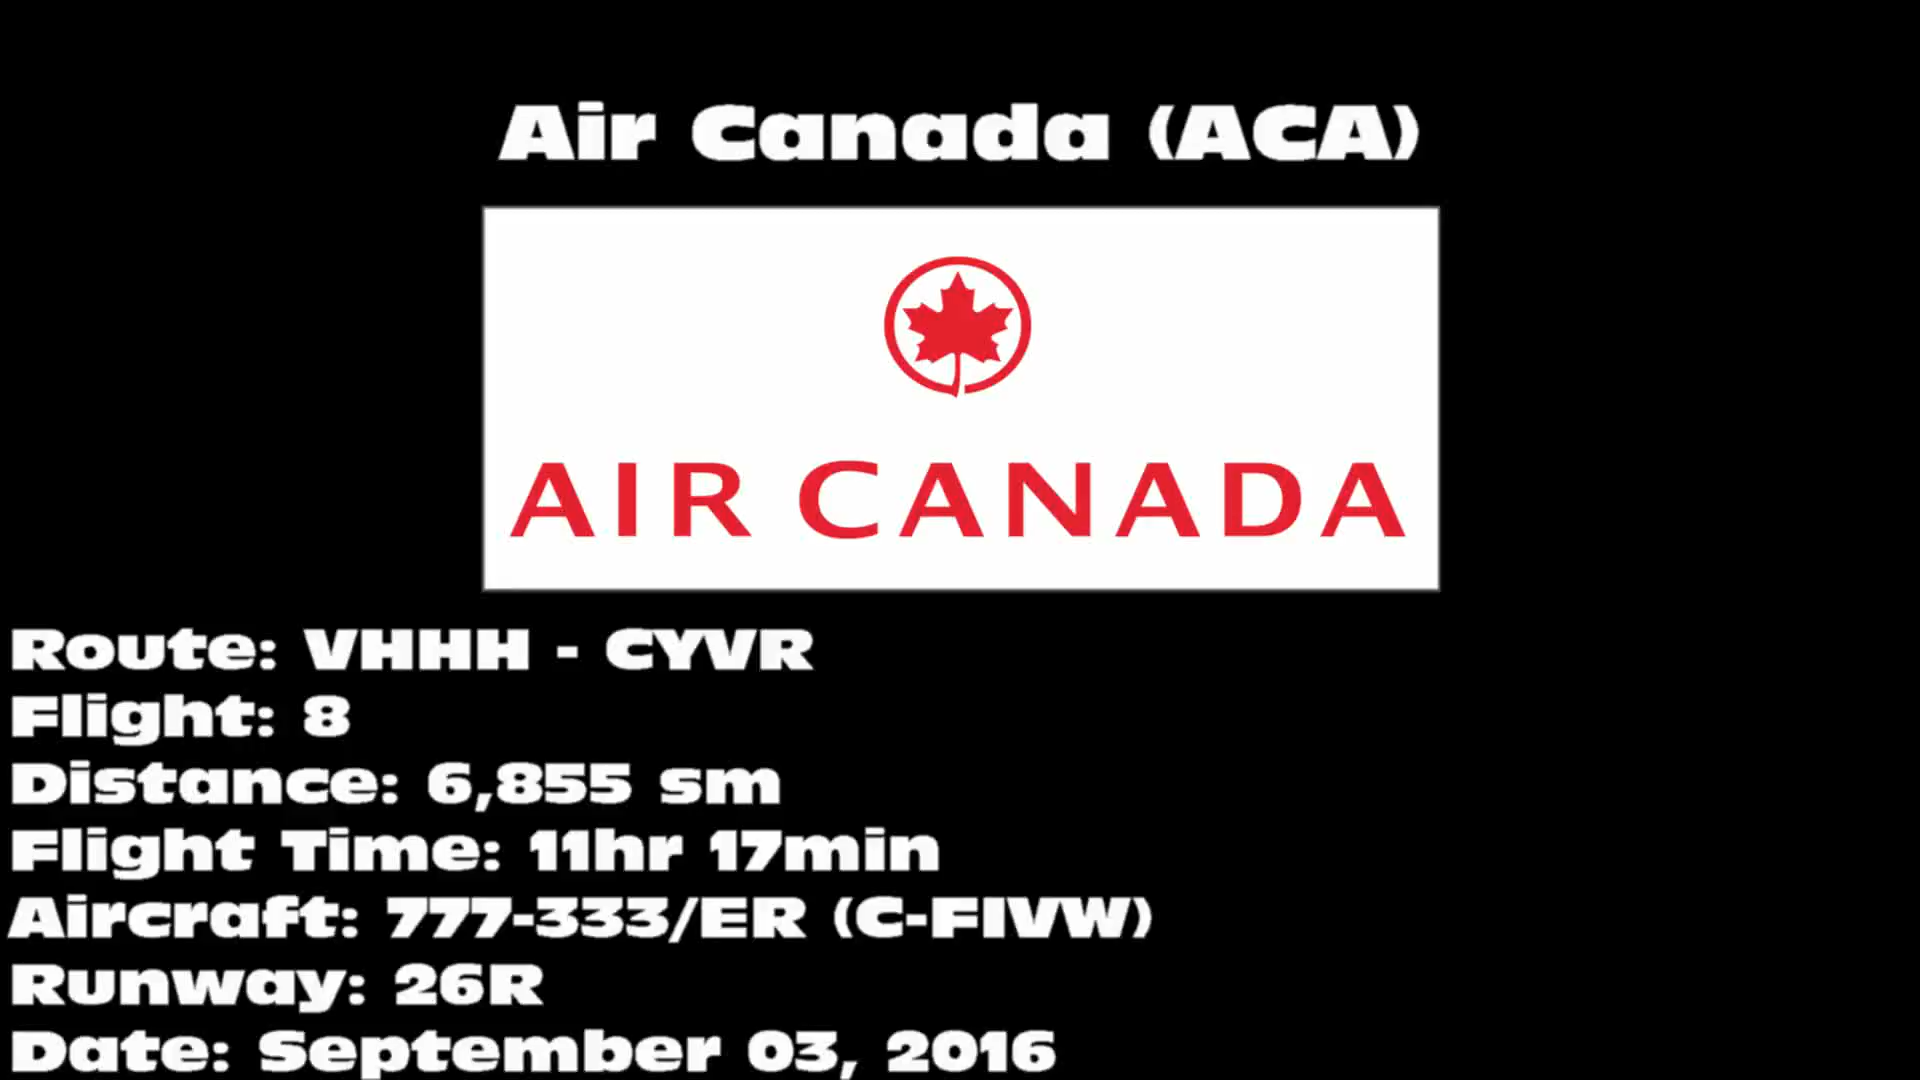 Air Canada (ACA)
AIR CANADA
Route: VHHH - CYVR
Flight: 8
Distance: 6,855 sm
Flight Time: 11hr 17min
Aircraft: 777-333/ER (C-FIVW)
Runway: 26R
Date: September 03, 2016